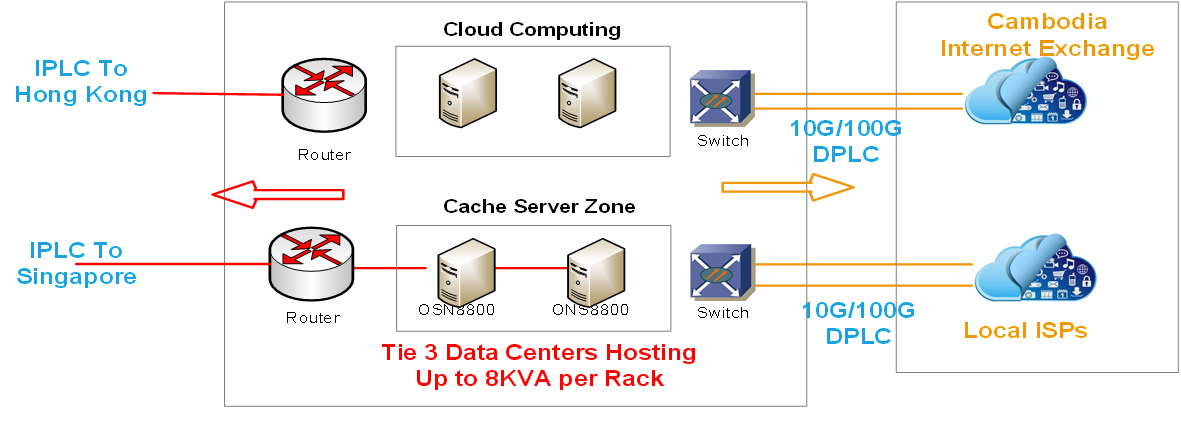 Cloud Computing
Cambodia
Internet Exchange
IPLC To
Hong Kong
Router
Switch
10G/100G
DPLC
Cache Server Zone
IPLC To
Singapore
Router
OSN8800
ONS8800
Switch
10G/100G
DPLC
Local ISPs
Tie 3 Data Centers Hosting
Up to 8KVA per Rack